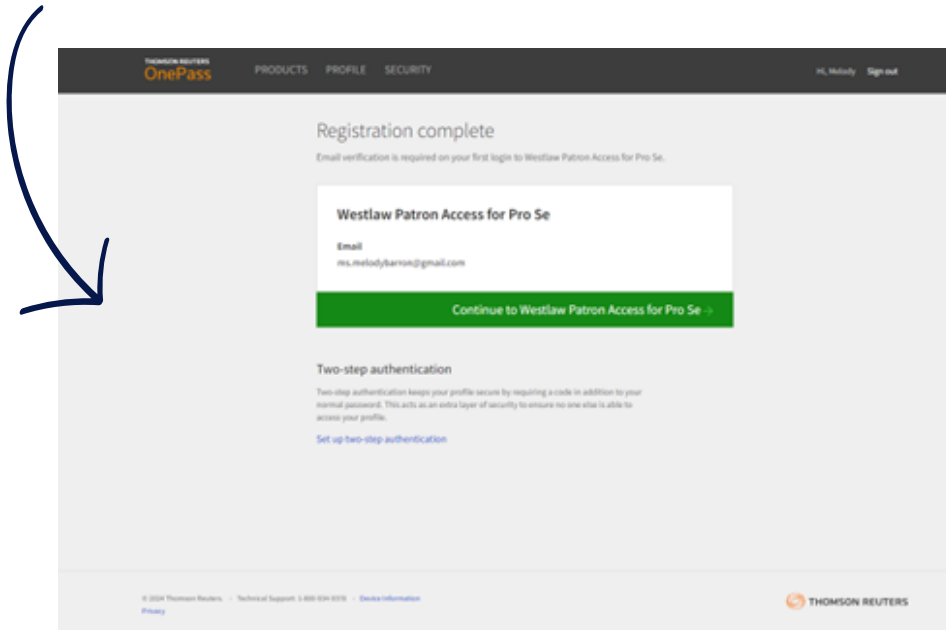 THOMSON REUTERS
OnePass
PRODUCTS PROFILE SECURITY
Hi, Melody Sign out
Registration complete
Email verification is required on your first login to Westlaw Patron Access for Pro Se.
Westlaw Patron Access for Pro Se
Email
ms.melodybarron@gmail.com
Continue to Westlaw Patron Access for Pro Se →
Two-step authentication
Two-step authentication keeps your profile secure by requiring a code in addition to your
normal password. This acts as an extra layer of security to ensure no one else is able to
access your profile.
Set up two-step authentication
© 2024 Thomson Reuters. - Technical Support: - Device Information
Privacy
THOMSON REUTERS